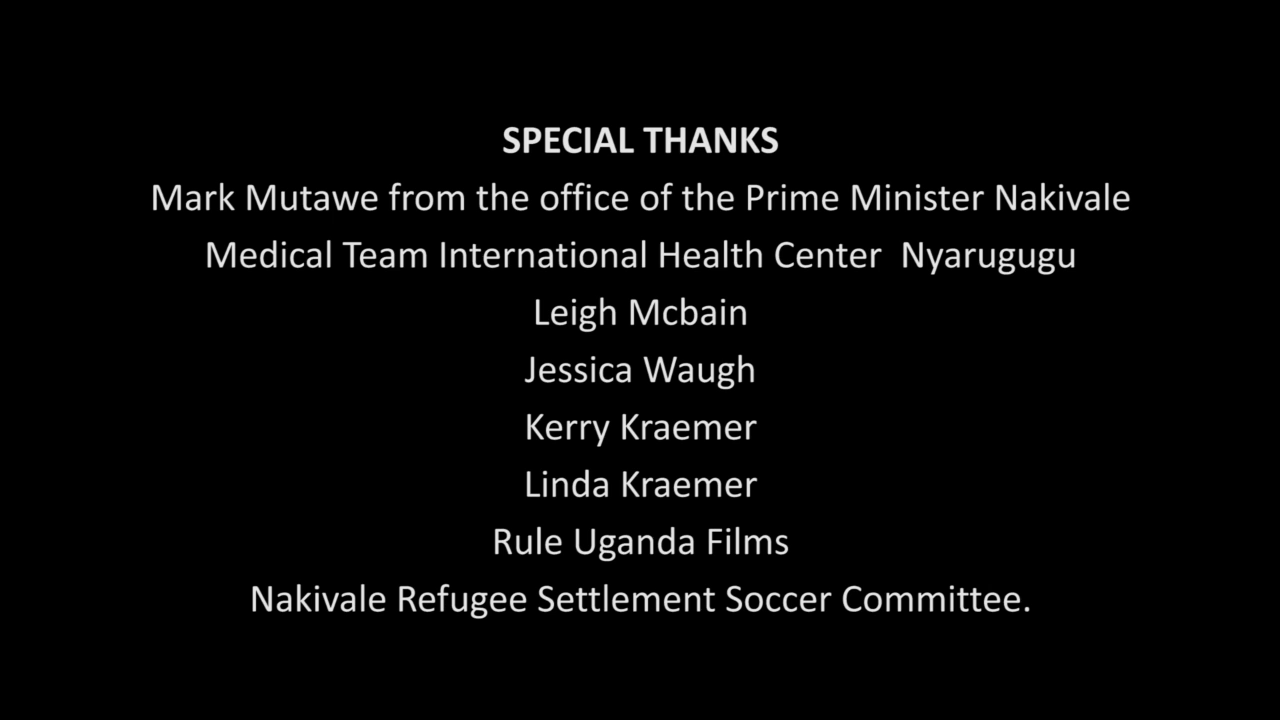 SPECIAL THANKS
Mark Mutawe from the office of the Prime Minister Nakivale
Medical Team International Health Center  Nyarugugu
Leigh Mcbain
Jessica Waugh
Kerry Kraemer
Linda Kraemer
Rule Uganda Films
Nakivale Refugee Settlement Soccer Committee.